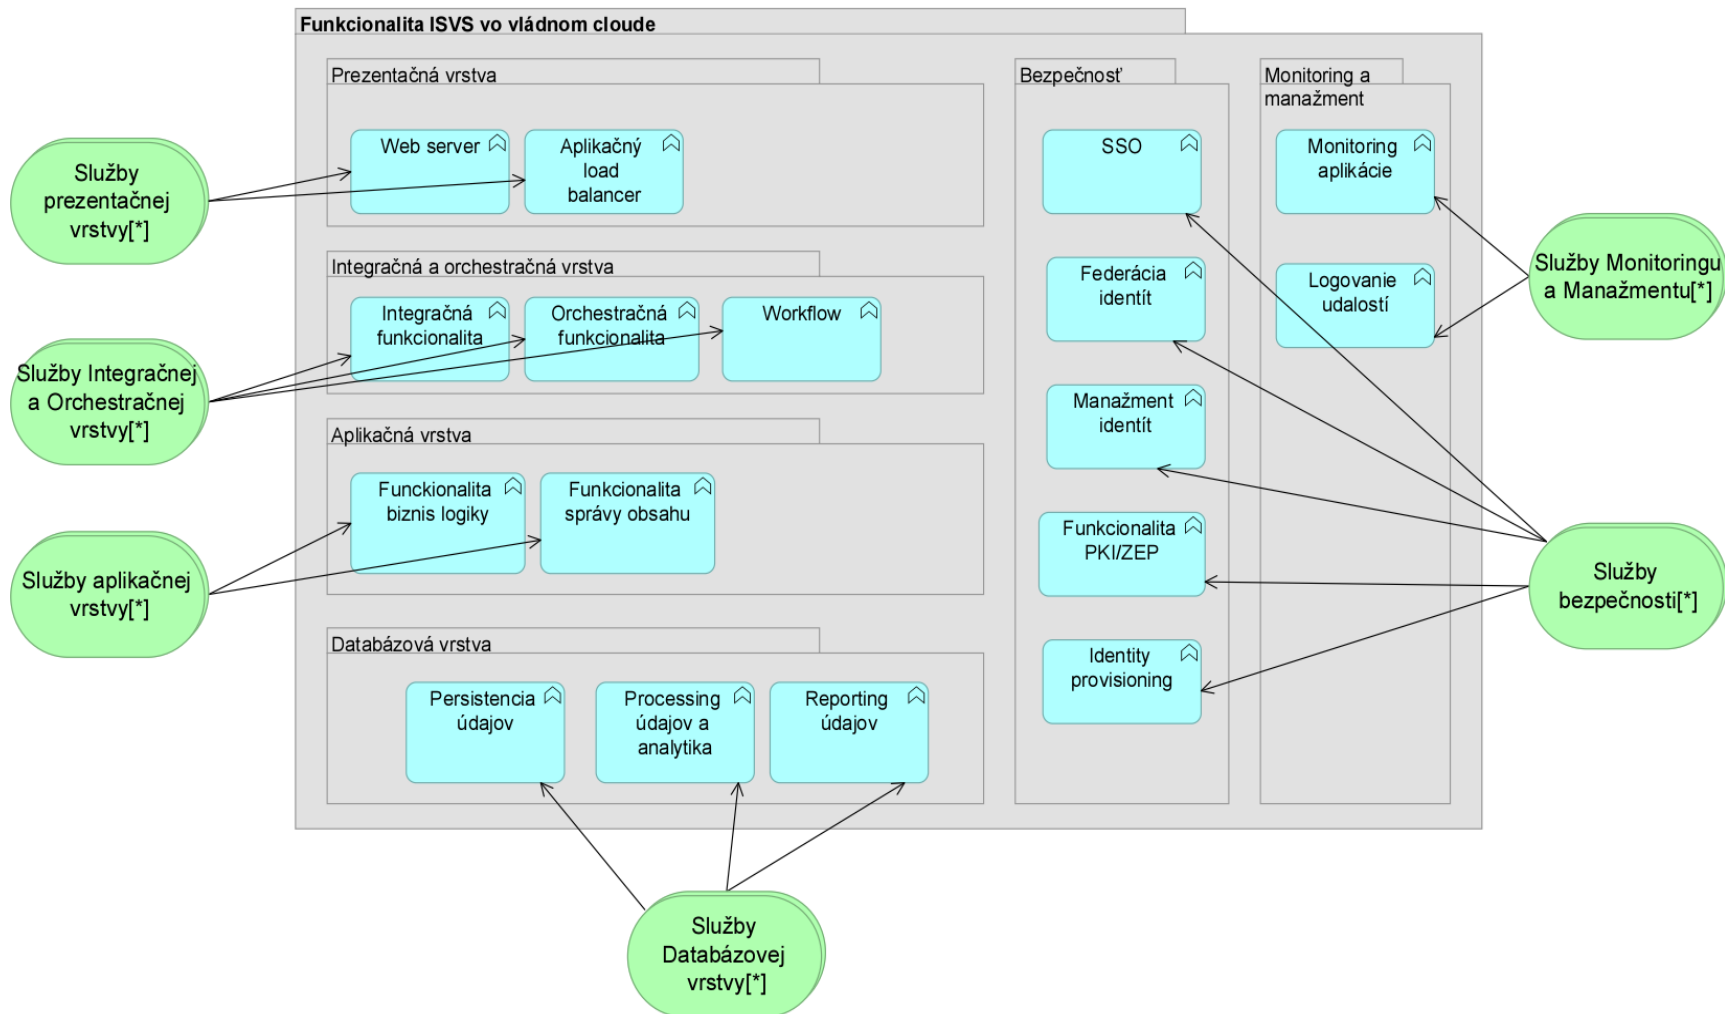 Funkcionalita ISVS vo vládnom cloude
Prezentačná vrstva
Web server
Aplikačný
load
balancer
Integračná a orchestračná vrstva
Integračná
funkcionalita
Orchestračná
funkcionalita
Workflow
Aplikačná vrstva
Funckionalita
biznis logiky
Funkcionalita
správy obsahu
Databázová vrstva
Persistencia
údajov
Processing
údajov a
analytika
Reporting
údajov
Bezpečnosť
SSO
Federácia
identít
Manažment
identít
Funkcionalita
PKI/ZEP
Identity
provisioning
Monitoring a
manažment
Monitoring
aplikácie
Logovanie
udalostí
Služby
prezentačnej
vrstvy[*]
Služby Integračnej
a Orchestračnej
vrstvy[*]
Služby aplikačnej
vrstvy[*]
Služby
Databázovej
vrstvy[*]
Služby Monitoringu
a Manažmentu[*]
Služby
bezpečnosti[*]